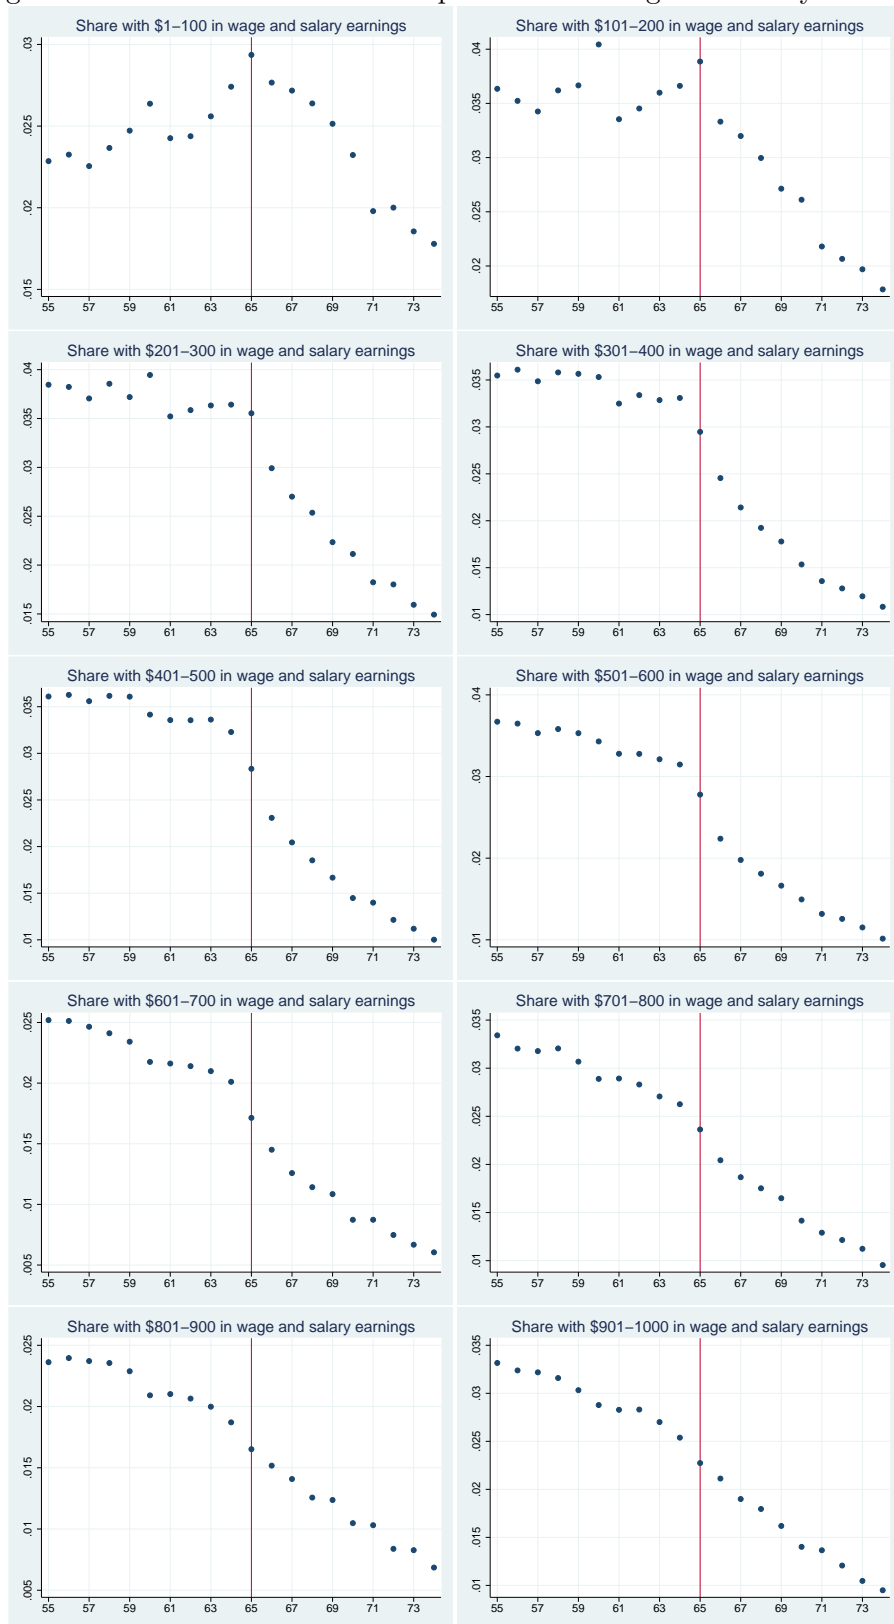 Share with $1–100 in wage and salary earnings
.015 .02 .025 .03
55 57 59 61 63 65 67 69 71 73
Share with $101–200 in wage and salary earnings
.02 .025 .03 .035 .04
55 57 59 61 63 65 67 69 71 73
Share with $201–300 in wage and salary earnings
.015 .02 .025 .03 .035 .04
55 57 59 61 63 65 67 69 71 73
Share with $301–400 in wage and salary earnings
.01 .015 .02 .025 .03 .035
55 57 59 61 63 65 67 69 71 73
Share with $401–500 in wage and salary earnings
.01 .015 .02 .025 .03 .035
55 57 59 61 63 65 67 69 71 73
Share with $501–600 in wage and salary earnings
.01 .02 .03 .04
55 57 59 61 63 65 67 69 71 73
Share with $601–700 in wage and salary earnings
.005 .01 .015 .02 .025
55 57 59 61 63 65 67 69 71 73
Share with $701–800 in wage and salary earnings
.01 .015 .02 .025 .03 .035
55 57 59 61 63 65 67 69 71 73
Share with $801–900 in wage and salary earnings
.005 .01 .015 .02 .025
55 57 59 61 63 65 67 69 71 73
Share with $901–1000 in wage and salary earnings
.01 .015 .02 .025 .03 .035
55 57 59 61 63 65 67 69 71 73